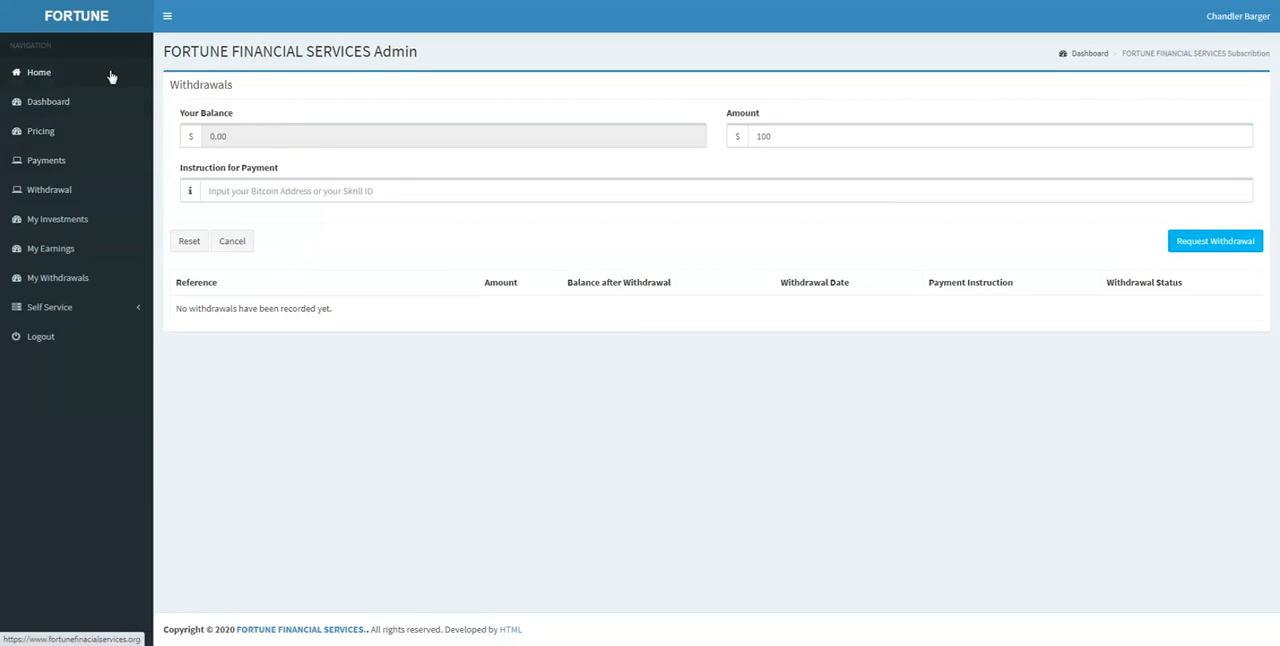 FORTUNE
Chandler Barger
NAVIGATION
FORTUNE FINANCIAL SERVICES Admin
Dashboard
FORTUNE FINANCIAL SERVICES Subscribtion
Home
Dashboard
Pricing
Payments
Withdrawal
My Investments
My Earnings
My Withdrawals
Self Service
Logout
Withdrawals
Your Balance
Amount
$ 0.00
$ 100
Instruction for Payment
Input your Bitcoin Address or your Skrill ID
Reset Cancel
Request Withdrawal
Reference Amount Balance after Withdrawal Withdrawal Date Payment Instruction Withdrawal Status
No withdrawals have been recorded yet.
Copyright © 2020 FORTUNE FINANCIAL SERVICES.. All rights reserved. Developed by HTML
https://www.fortunefinacialservices.org